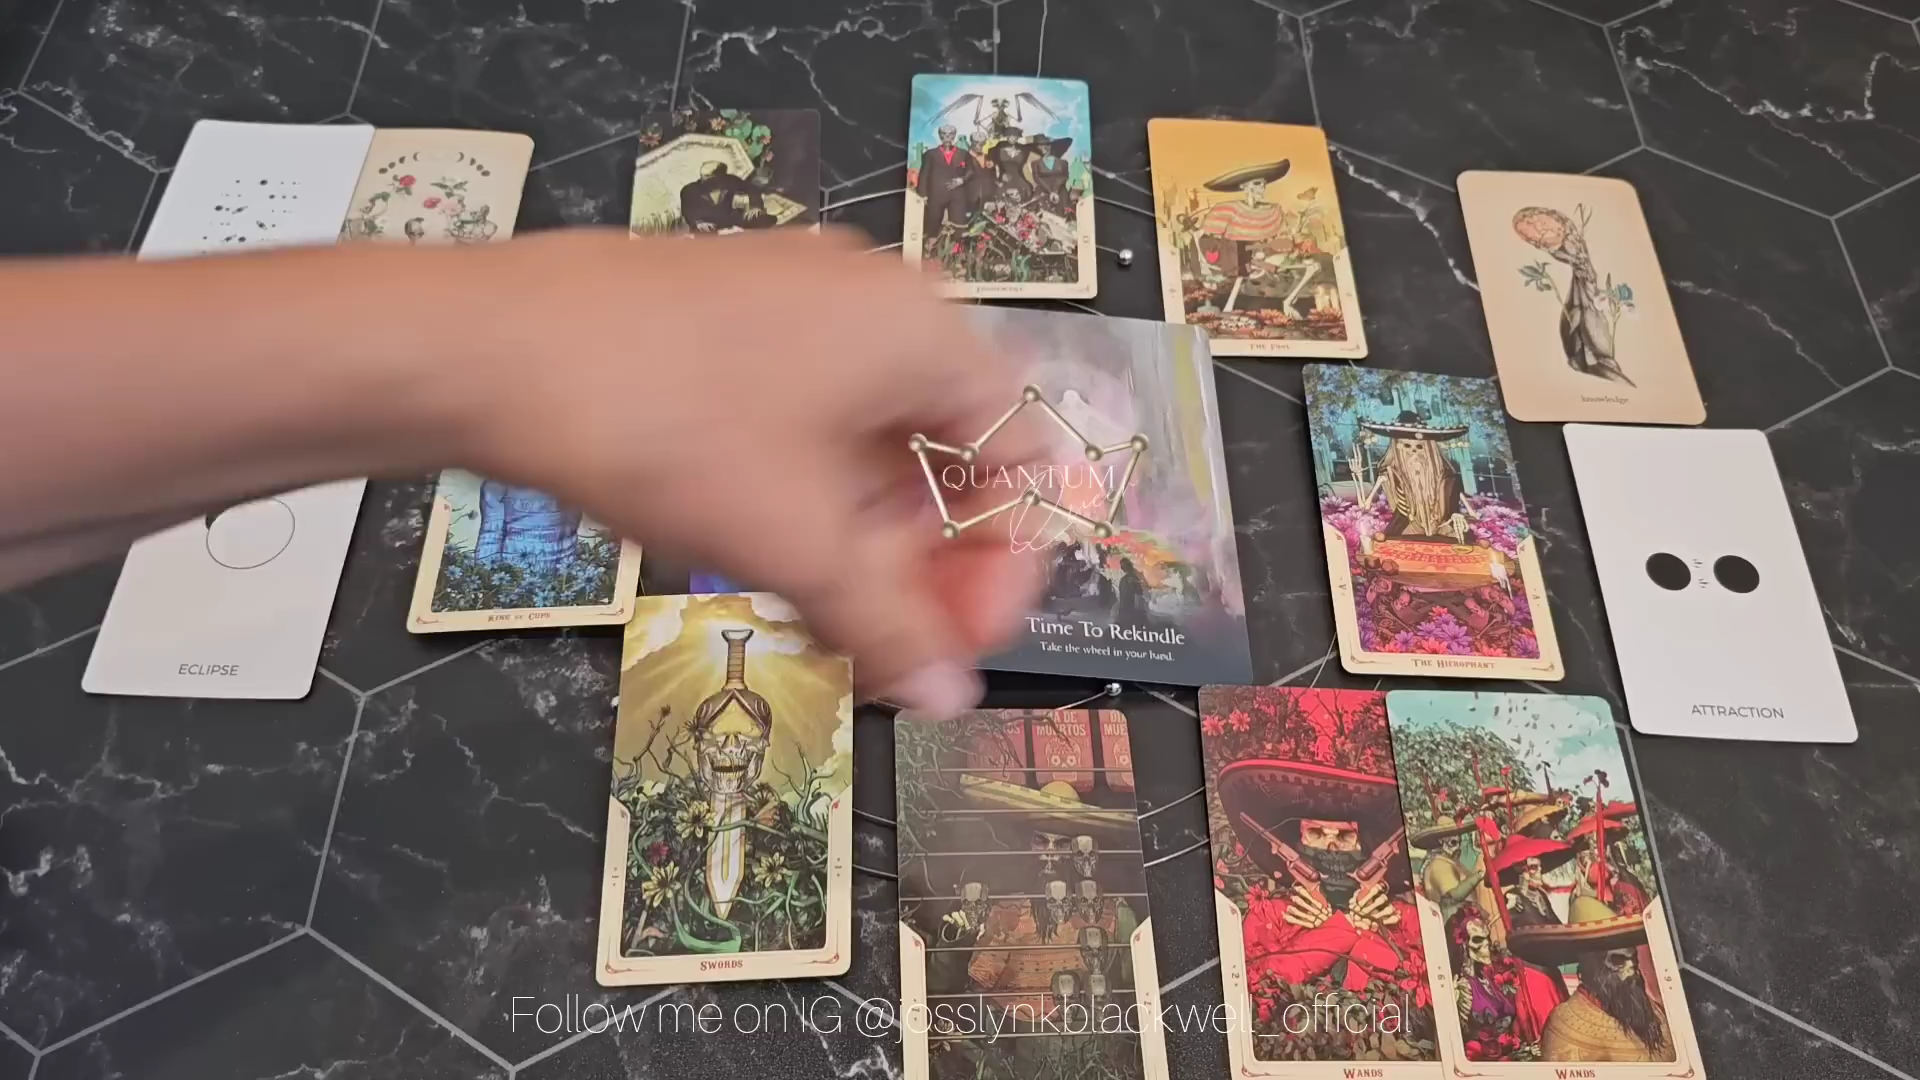 THE FOOL
knowledge
QUANTUM
Time To Rekindle
Take the wheel in your hand.
KING OF CUPS
THE HIEROPHANT
ECLIPSE
ATTRACTION
MUERTOS
SWORDS
WANDS
WANDS
Follow me on IG @josslynkblackwell_official